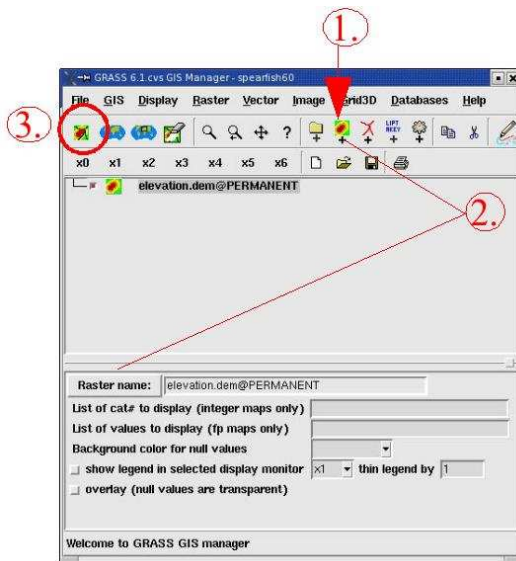 1.
GRASS 6.1.cvs GIS Manager - spearfish60
File GIS Display Raster Vector Image Grid3D Databases Help
3.
?
x0 x1 x2 x3 x4 x5 x6
elevation.dem@PERMANENT
2.
Raster name: elevation.dem@PERMANENT
List of cat# to display (integer maps only)
List of values to display (fp maps only)
Background color for null values
show legend in selected display monitor x1 thin legend by 1
overlay (null values are transparent)
Welcome to GRASS GIS manager